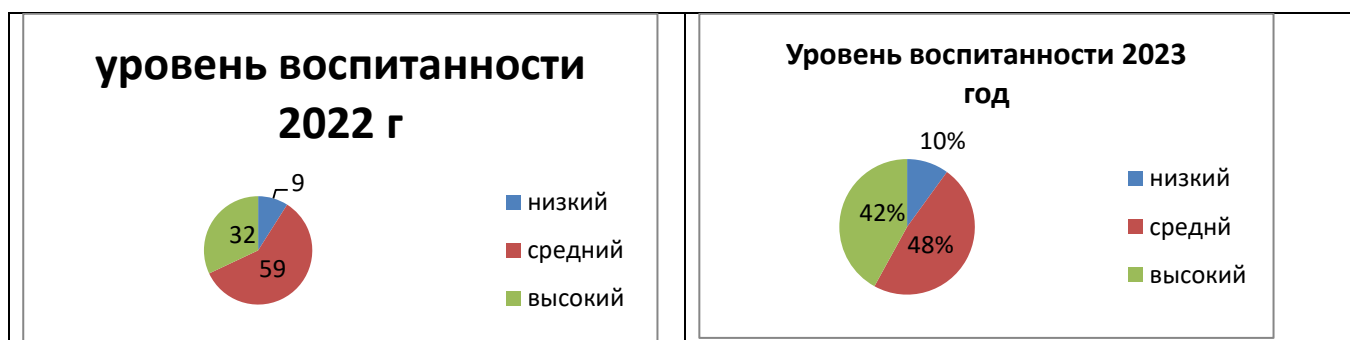 уровень воспитанности
2022 г
9
32
59
низкий
средний
высокий
Уровень воспитанности 2023
год
10%
42%
48%
низкий
среднй
высокий